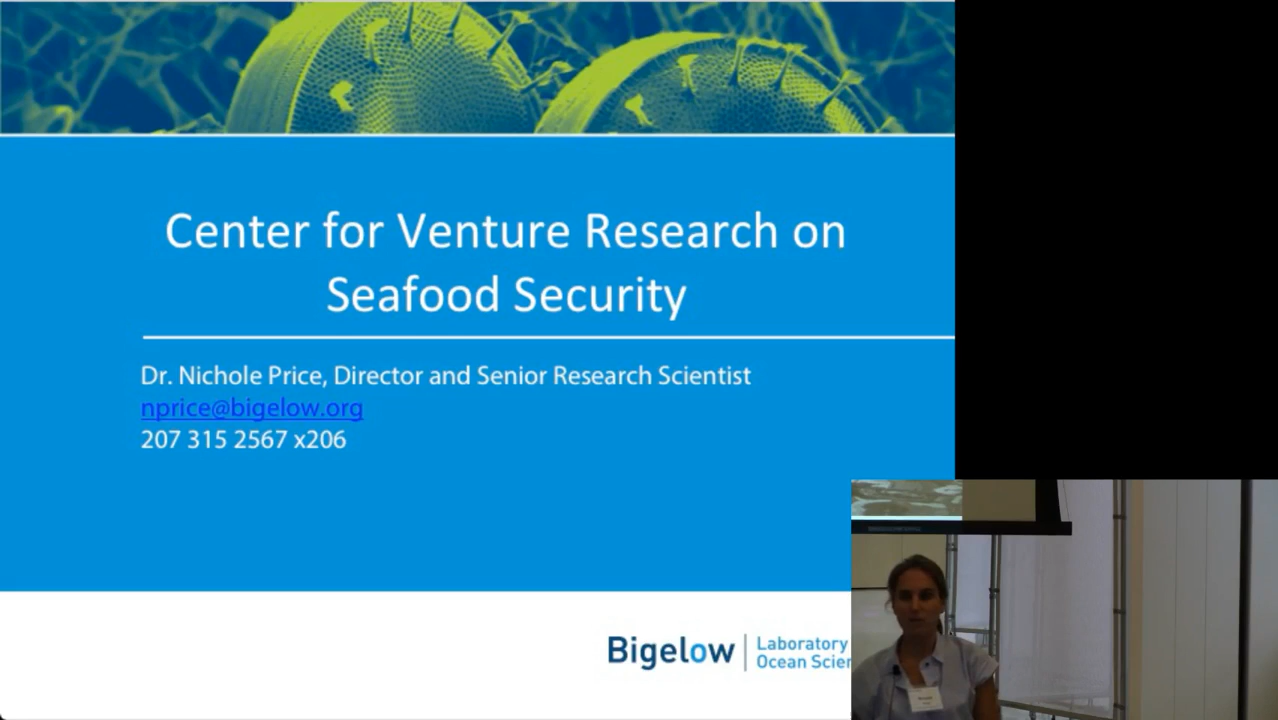 Center for Venture Research on
Seafood Security
Dr. Nichole Price, Director and Senior Research Scientist
nprice@bigelow.org
207 315 2567 x206
Bigelow
Laboratory
Ocean Scien